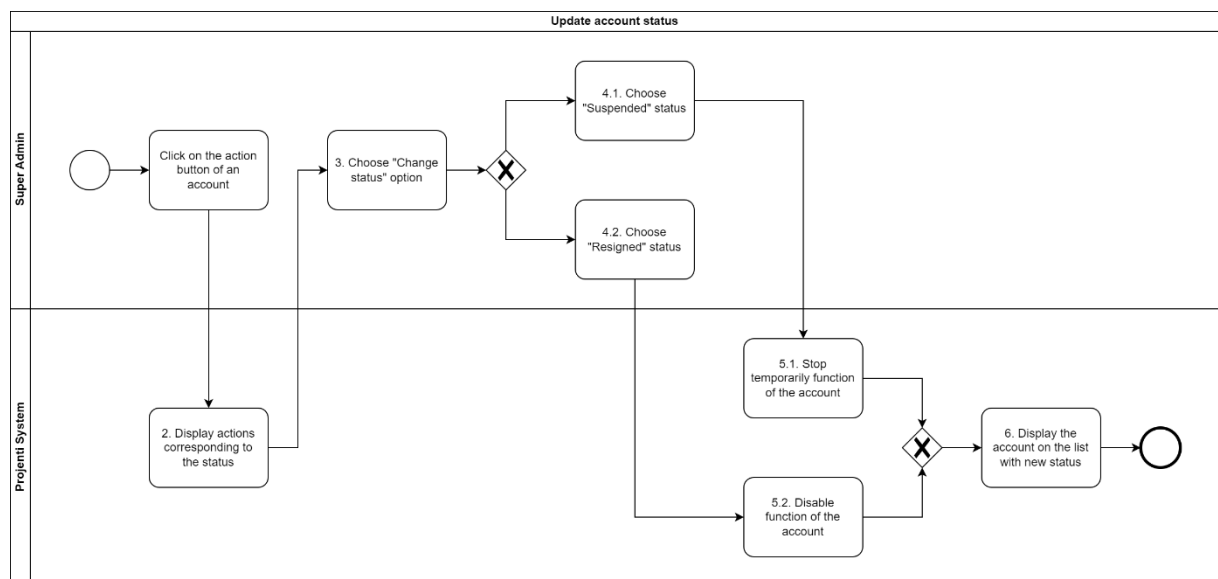 Update account status
Super Admin
Click on the action
button of an
account
3. Choose "Change
status" option
4.1. Choose
"Suspended" status
4.2. Choose
"Resigned" status
Projenti System
2. Display actions
corresponding to
the status
5.1. Stop
temporarily function
of the account
5.2. Disable
function of the
account
6. Display the
account on the list
with new status